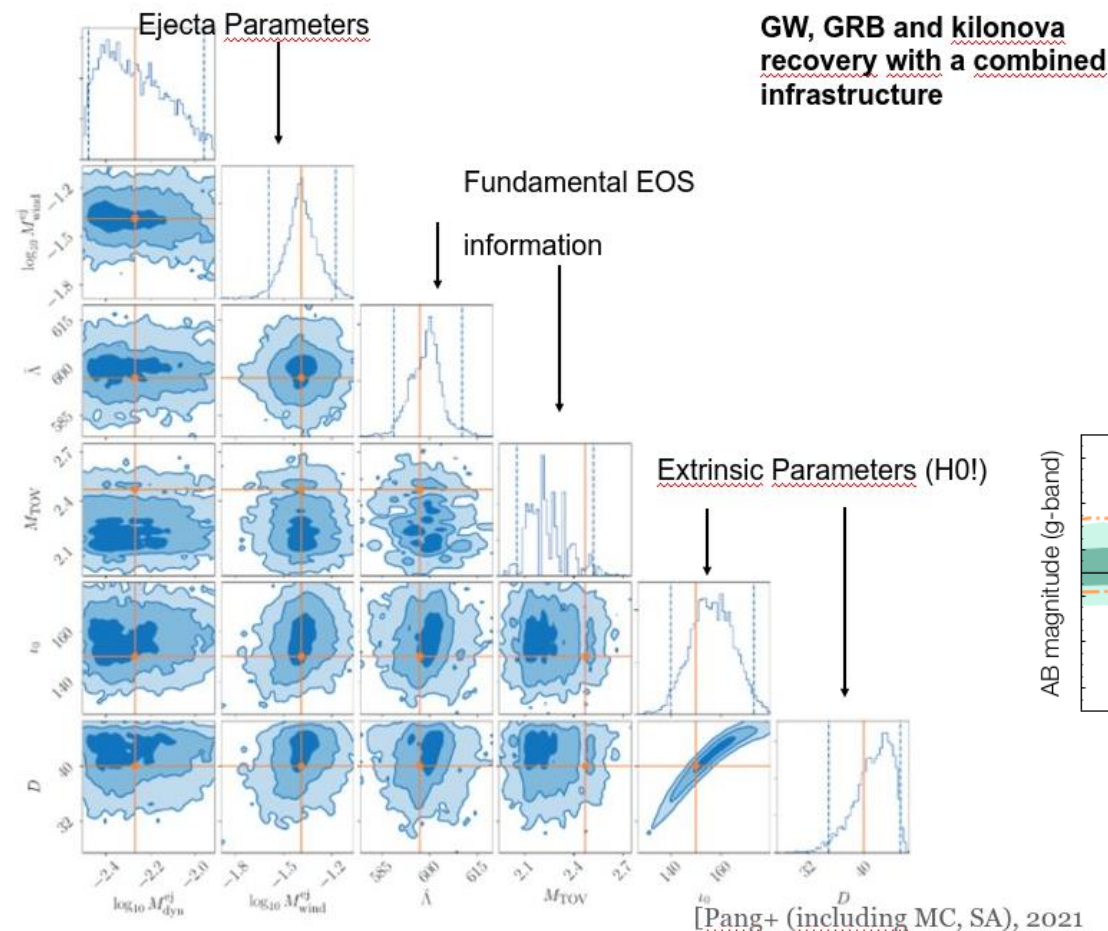 Ejecta Parameters
GW, GRB and kilonova
recovery with a combined
infrastructure
Fundamental EOS
information
Extrinsic Parameters (H0!)
AB magnitude (g-band)
log₁₀ M^ej_wind
−1.2
−1.5
−1.8
Λ̃
615
600
585
M_TOV
2.7
2.4
2.1
ι₀
160
140
D
40
32
−2.4 −2.2 −2.0 −1.8 −1.5 −1.2 585 600 615 2.1 2.4 2.7 140 160 32 40
log₁₀ M^ej_dyn log₁₀ M^ej_wind Λ̃ M_TOV ι₀ D
[Pang+ (including MC, SA), 2021